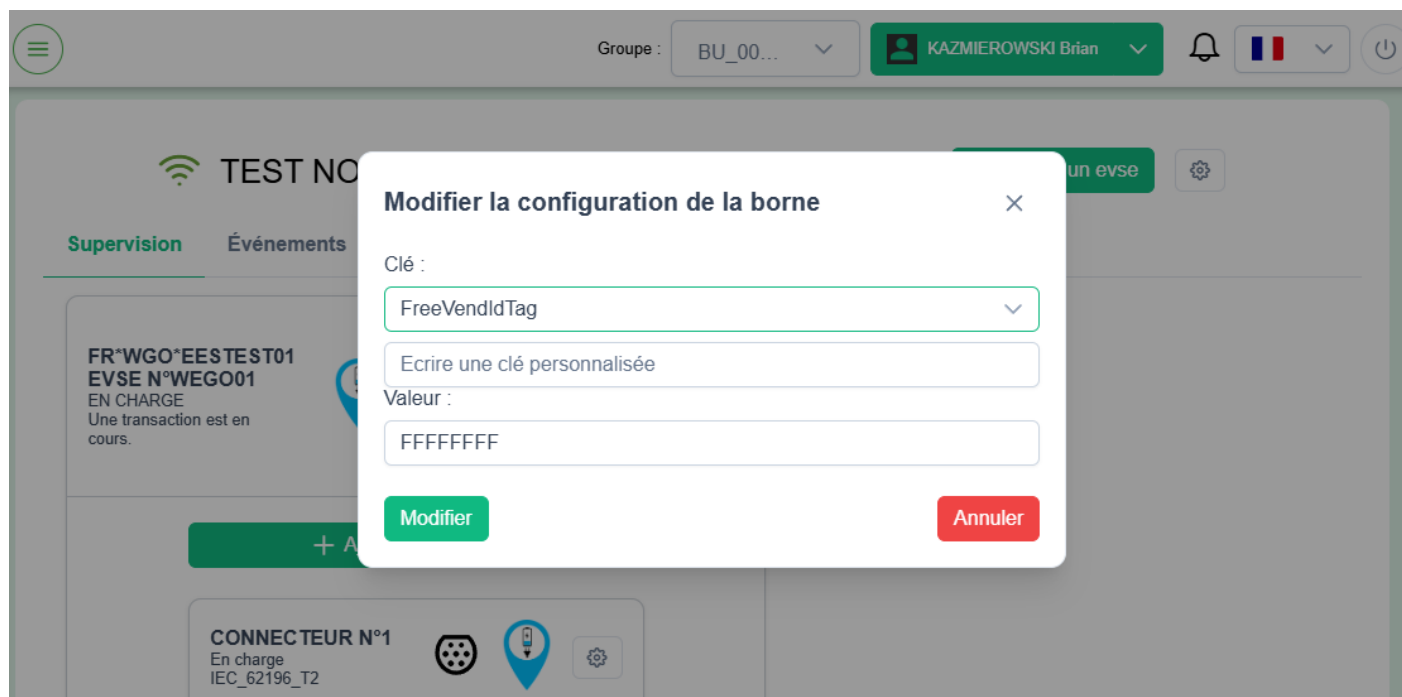 Groupe :
BU_00...
KAZMIEROWSKI Brian
TEST NO
un evse
Supervision
Événements
Modifier la configuration de la borne
Clé :
FreeVendIdTag
Ecrire une clé personnalisée
Valeur :
FFFFFFFF
Modifier
Annuler
FR*WGO*EESTEST01
EVSE N°WEGO01
EN CHARGE
Une transaction est en
cours.
CONNECTEUR N°1
En charge
IEC_62196_T2